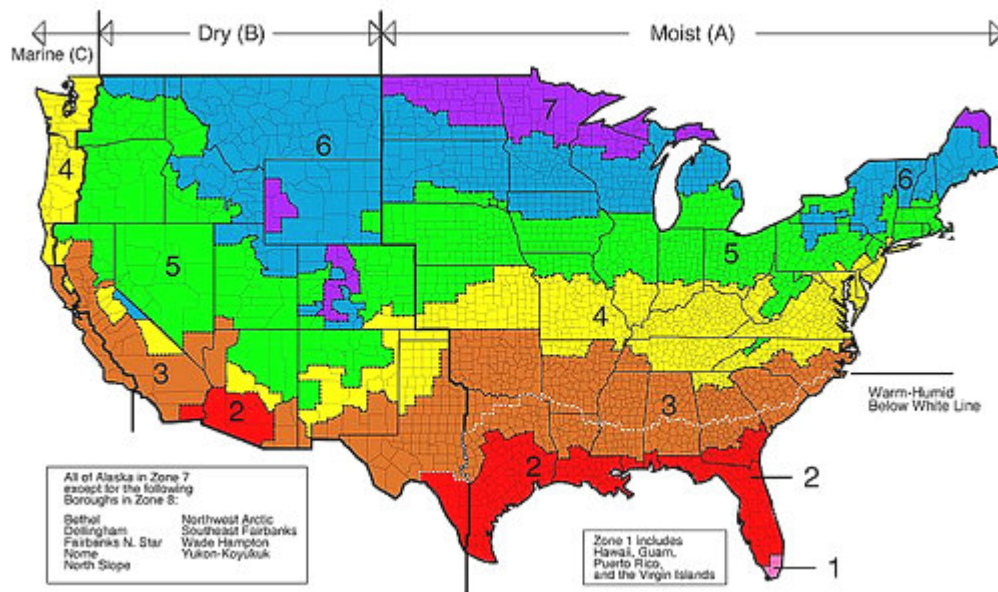 Marine (C)
Dry (B)
Moist (A)
7
6
6
4
5
5
4
3
3
Warm-Humid
Below White Line
2
2
2
1
All of Alaska in Zone 7
except for the following
Boroughs in Zone 8:
Bethel Northwest Arctic
Dellingham Southeast Fairbanks
Fairbanks N. Star Wade Hampton
Nome Yukon-Koyukuk
North Slope
Zone 1 includes
Hawaii, Guam,
Puerto Rico,
and the Virgin Islands